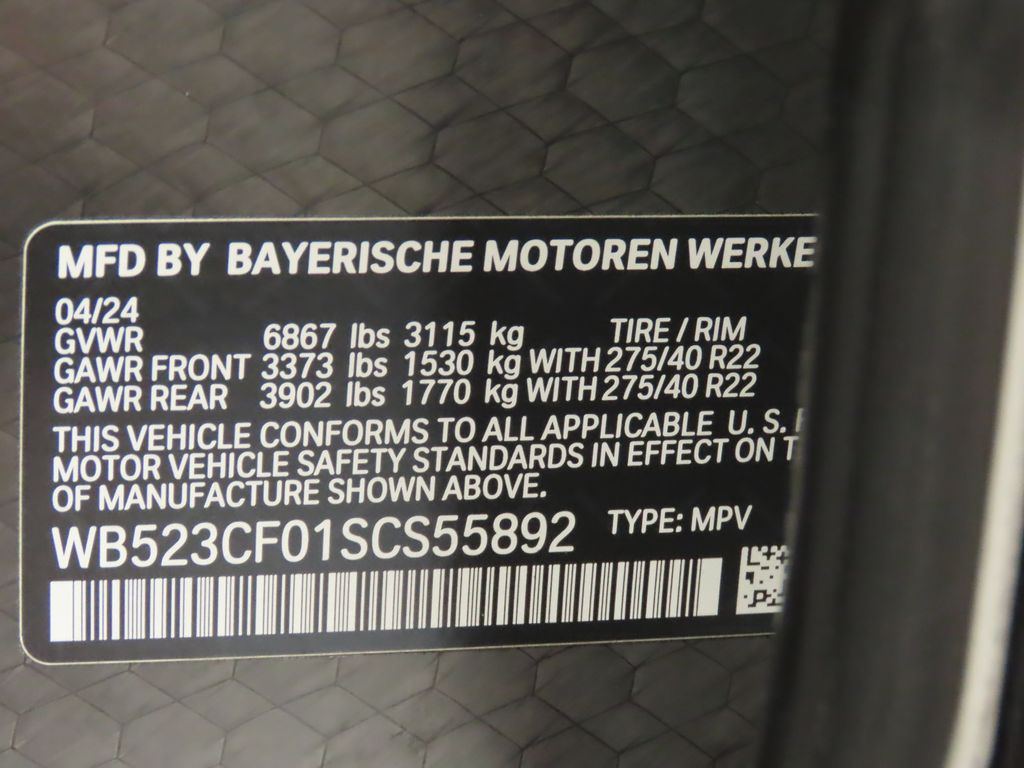 MFD BY BAYERISCHE MOTOREN WERKE
04/24
GVWR 6867 lbs 3115 kg TIRE / RIM
GAWR FRONT 3373 lbs 1530 kg WITH 275/40 R22
GAWR REAR 3902 lbs 1770 kg WITH 275/40 R22
THIS VEHICLE CONFORMS TO ALL APPLICABLE U. S.
MOTOR VEHICLE SAFETY STANDARDS IN EFFECT ON
OF MANUFACTURE SHOWN ABOVE.
WB523CF01SCS55892 TYPE: MPV